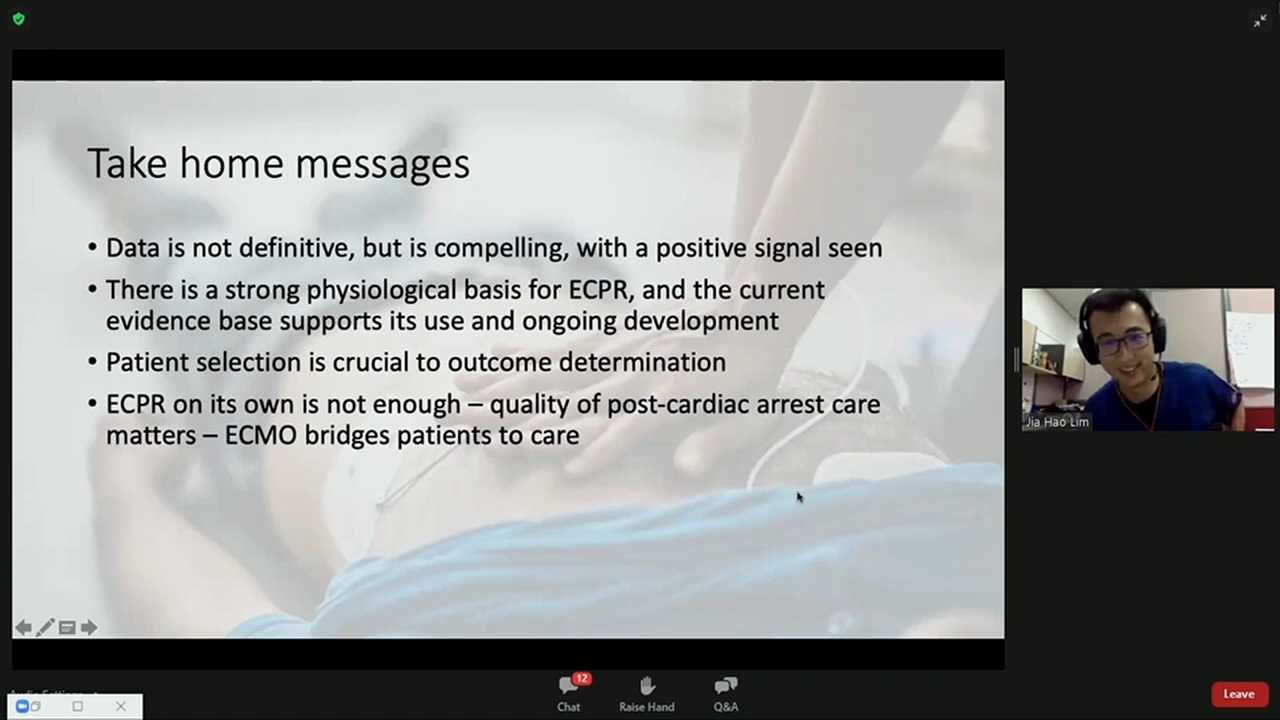 Take home messages
• Data is not definitive, but is compelling, with a positive signal seen
• There is a strong physiological basis for ECPR, and the current
evidence base supports its use and ongoing development
• Patient selection is crucial to outcome determination
• ECPR on its own is not enough – quality of post-cardiac arrest care
matters – ECMO bridges patients to care
Jia Hao Lim
12
Chat
Raise Hand
Q&A
Leave